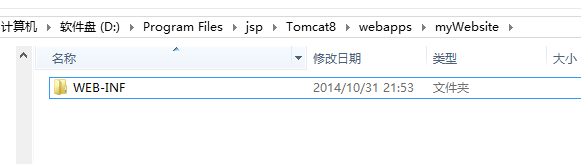 计算机 ▸ 软件盘 (D:) ▸ Program Files ▸ jsp ▸ Tomcat8 ▸ webapps ▸ myWebsite ▸
名称 修改日期 类型 大小
WEB-INF 2014/10/31 21:53 文件夹